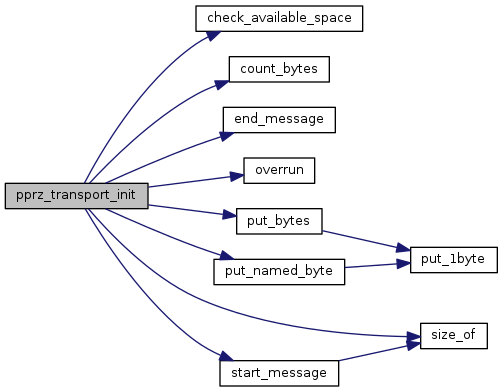 check_available_space
count_bytes
end_message
overrun
pprz_transport_init
put_bytes
put_1byte
put_named_byte
size_of
start_message